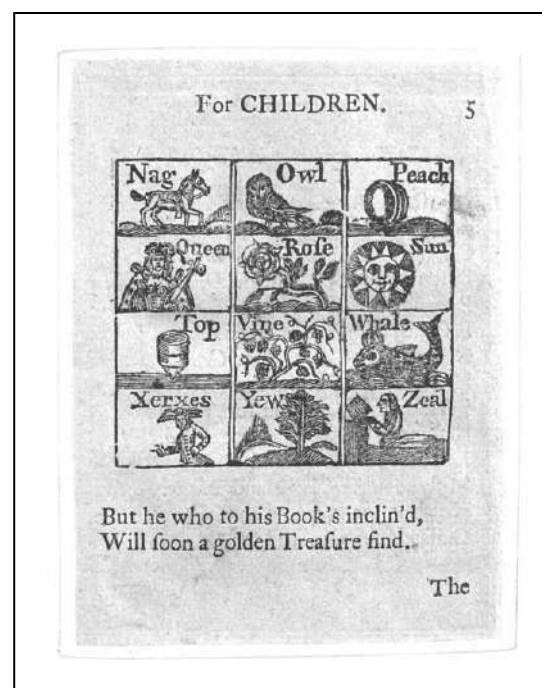 For CHILDREN. 5
Nag Owl Peach
Queen Roſe Sun
Top Vine Whale
Xerxes Yew Zeal
But he who to his Book's inclin'd,
Will ſoon a golden Treaſure find.
The